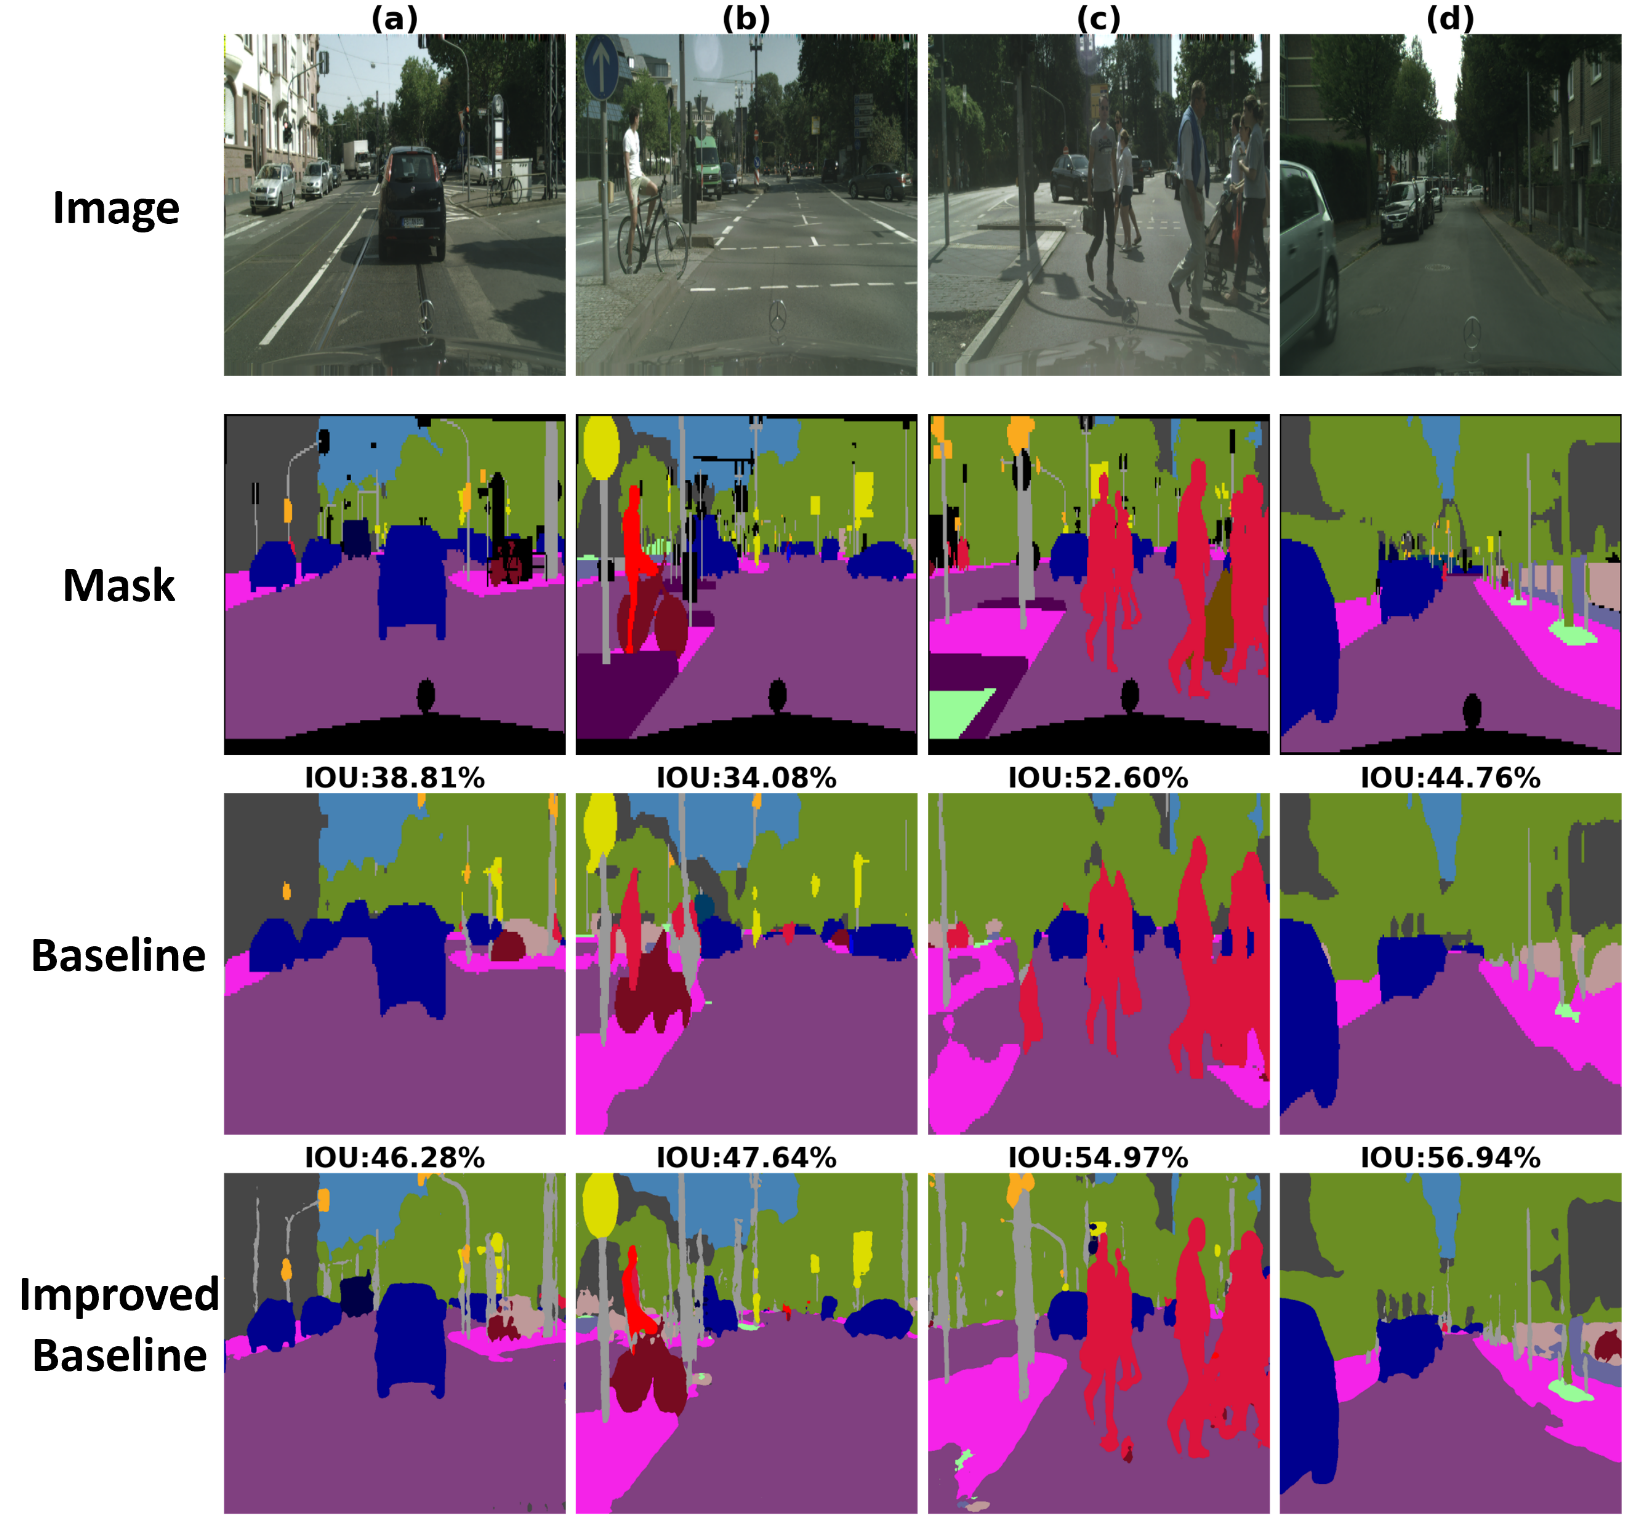 (a) (b) (c) (d)
Image
Mask
IOU:38.81% IOU:34.08% IOU:52.60% IOU:44.76%
Baseline
IOU:46.28% IOU:47.64% IOU:54.97% IOU:56.94%
Improved
Baseline